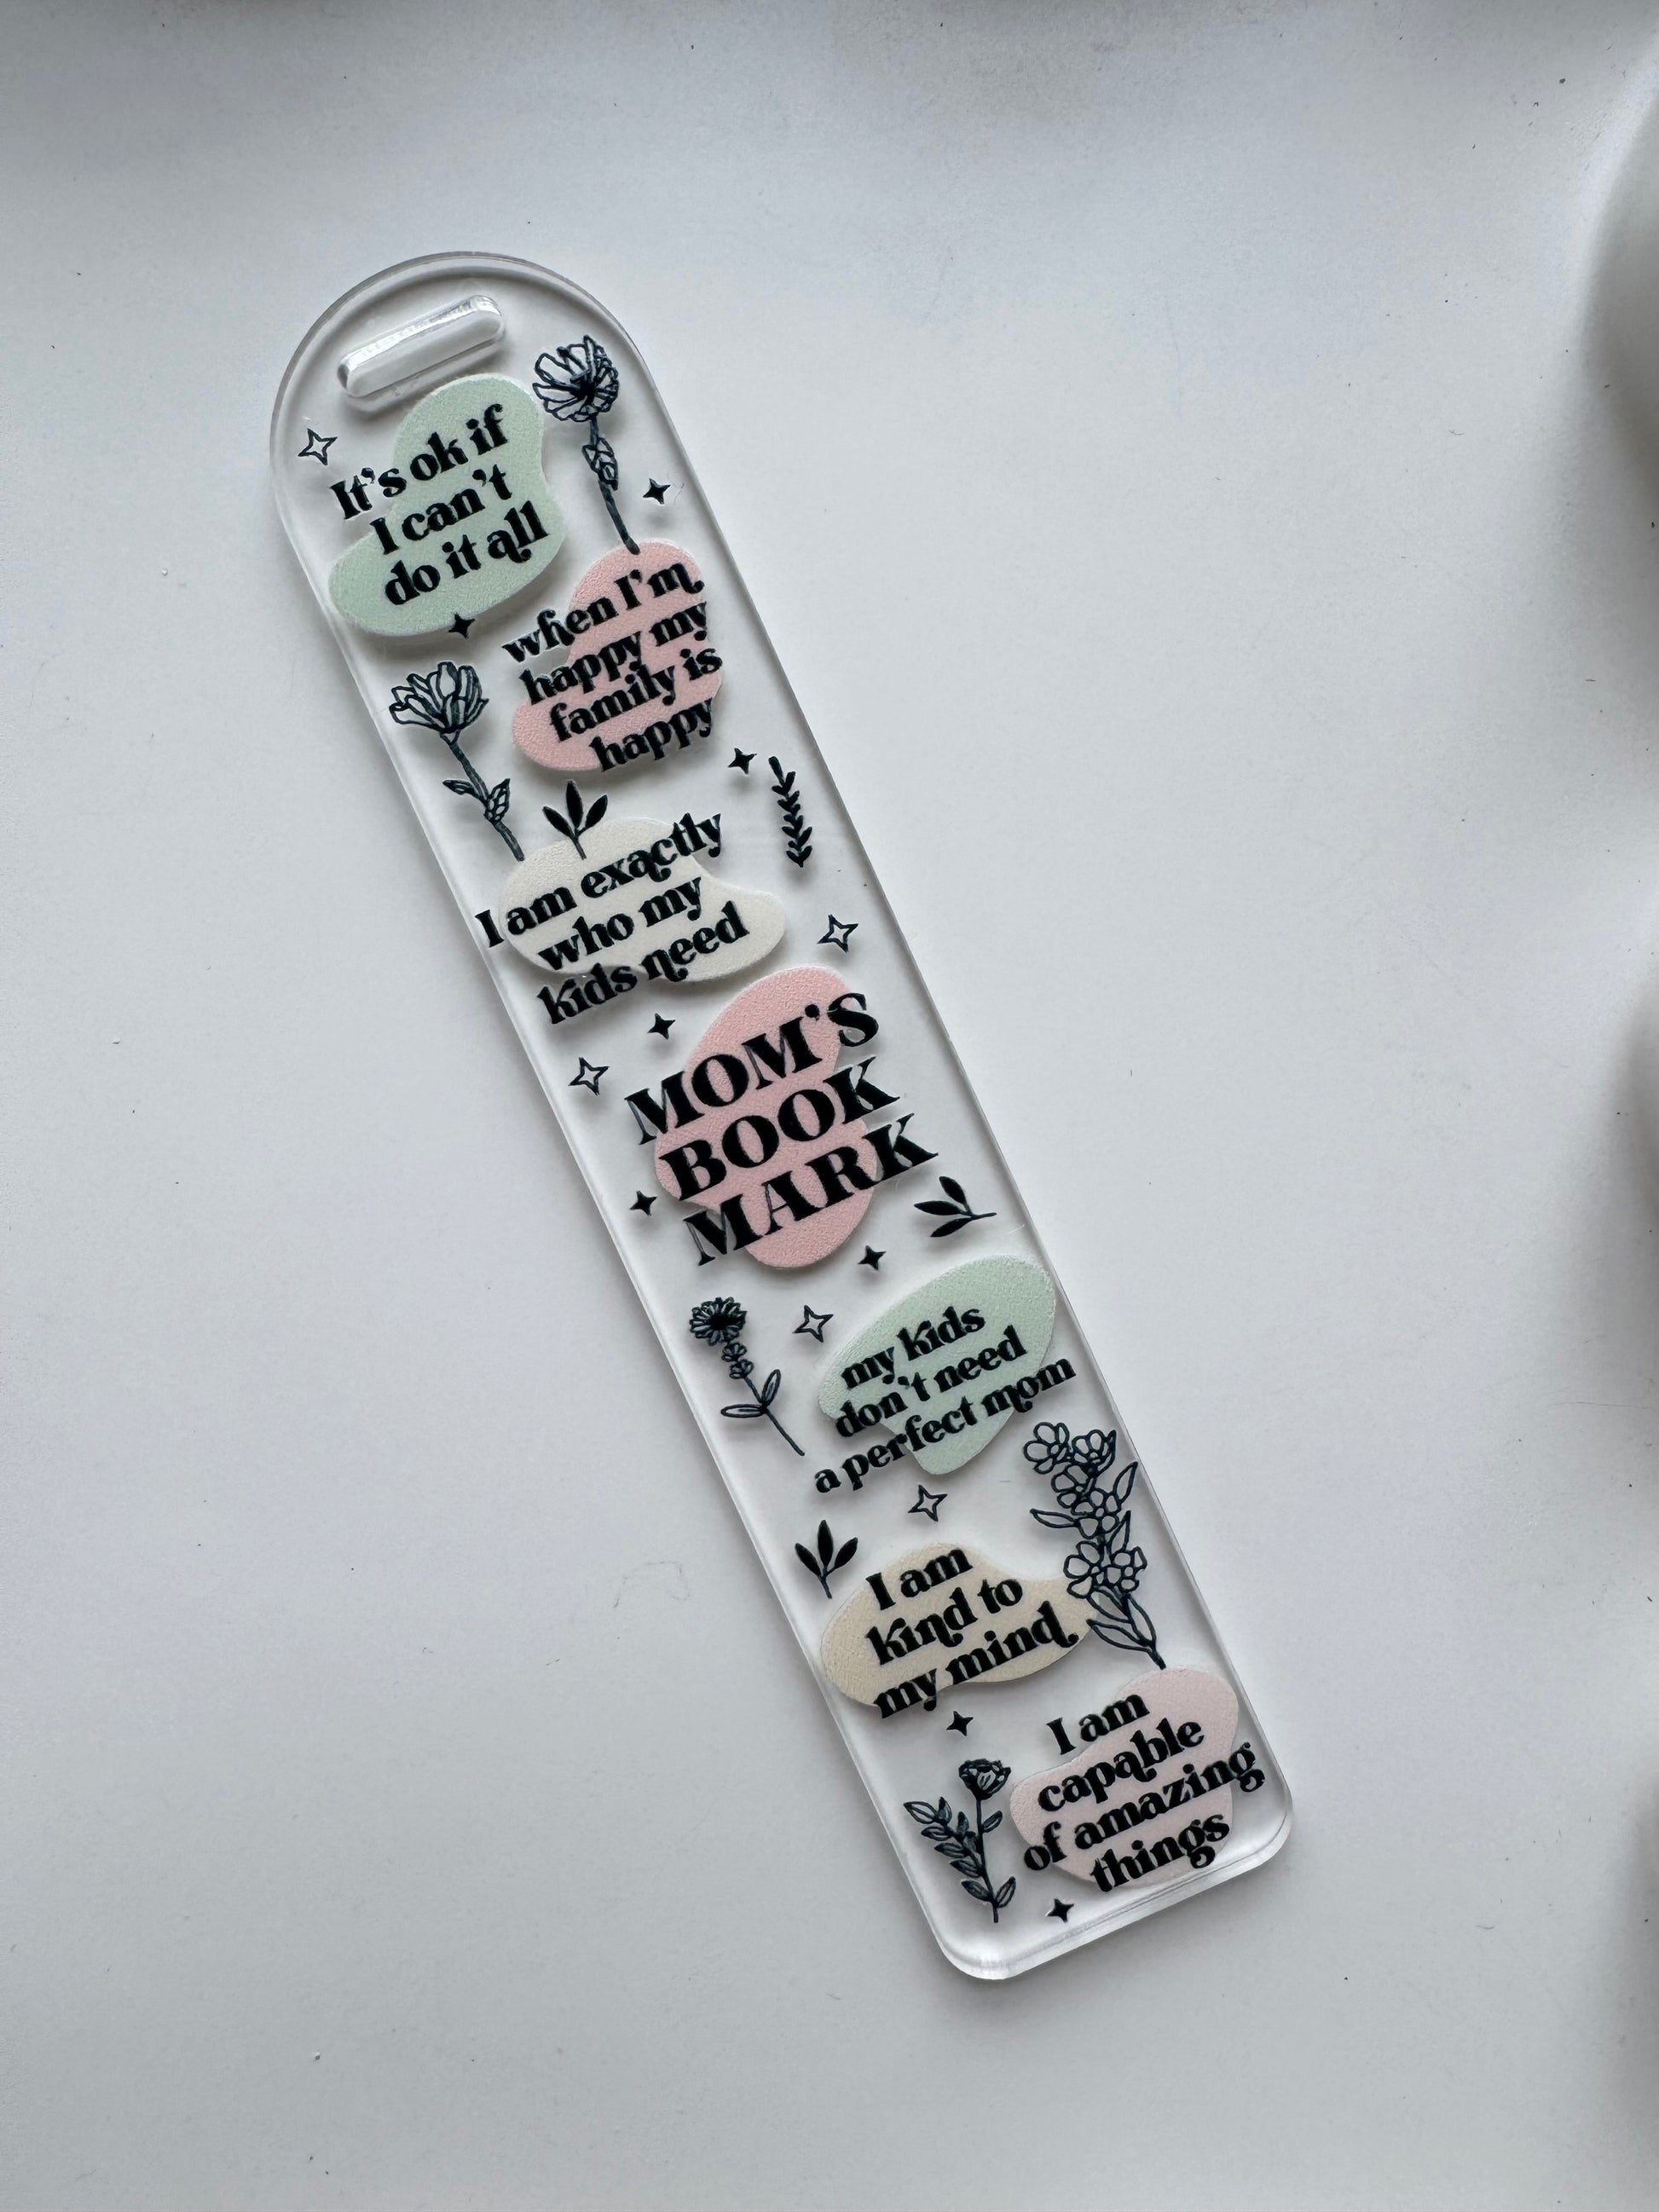 It's ok if
I can't
do it all
when I'm
happy my
family is
happy
I am exactly
who my
kids need
MOM'S
BOOK
MARK
my kids
don't need
a perfect mom
I am
kind to
my mind
I am
capable
of amazing
things